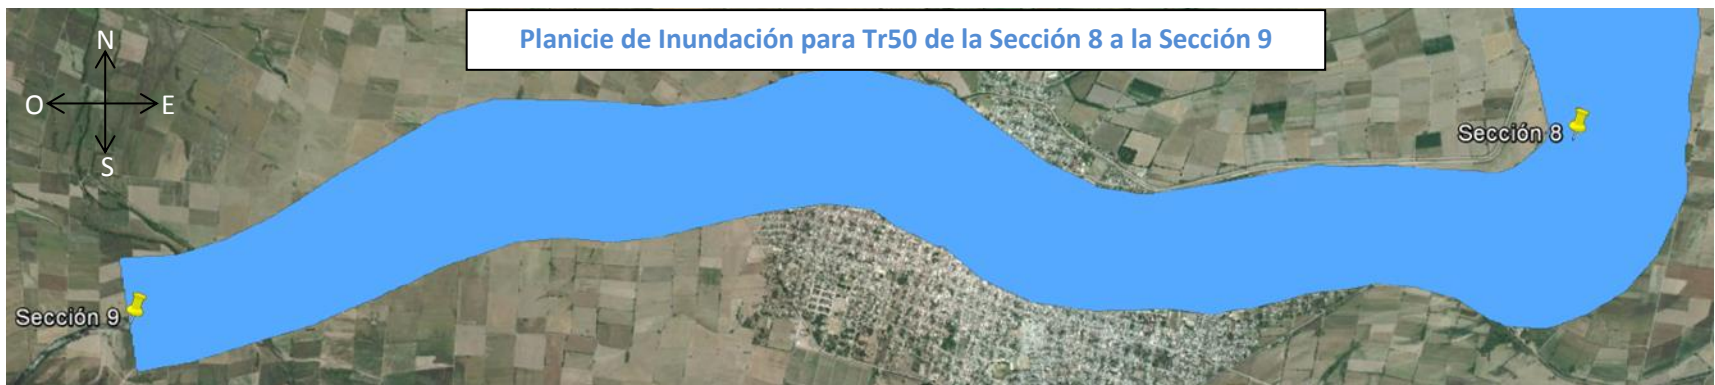 Planicie de Inundación para Tr50 de la Sección 8 a la Sección 9
N
O E
S
Sección 8
Sección 9